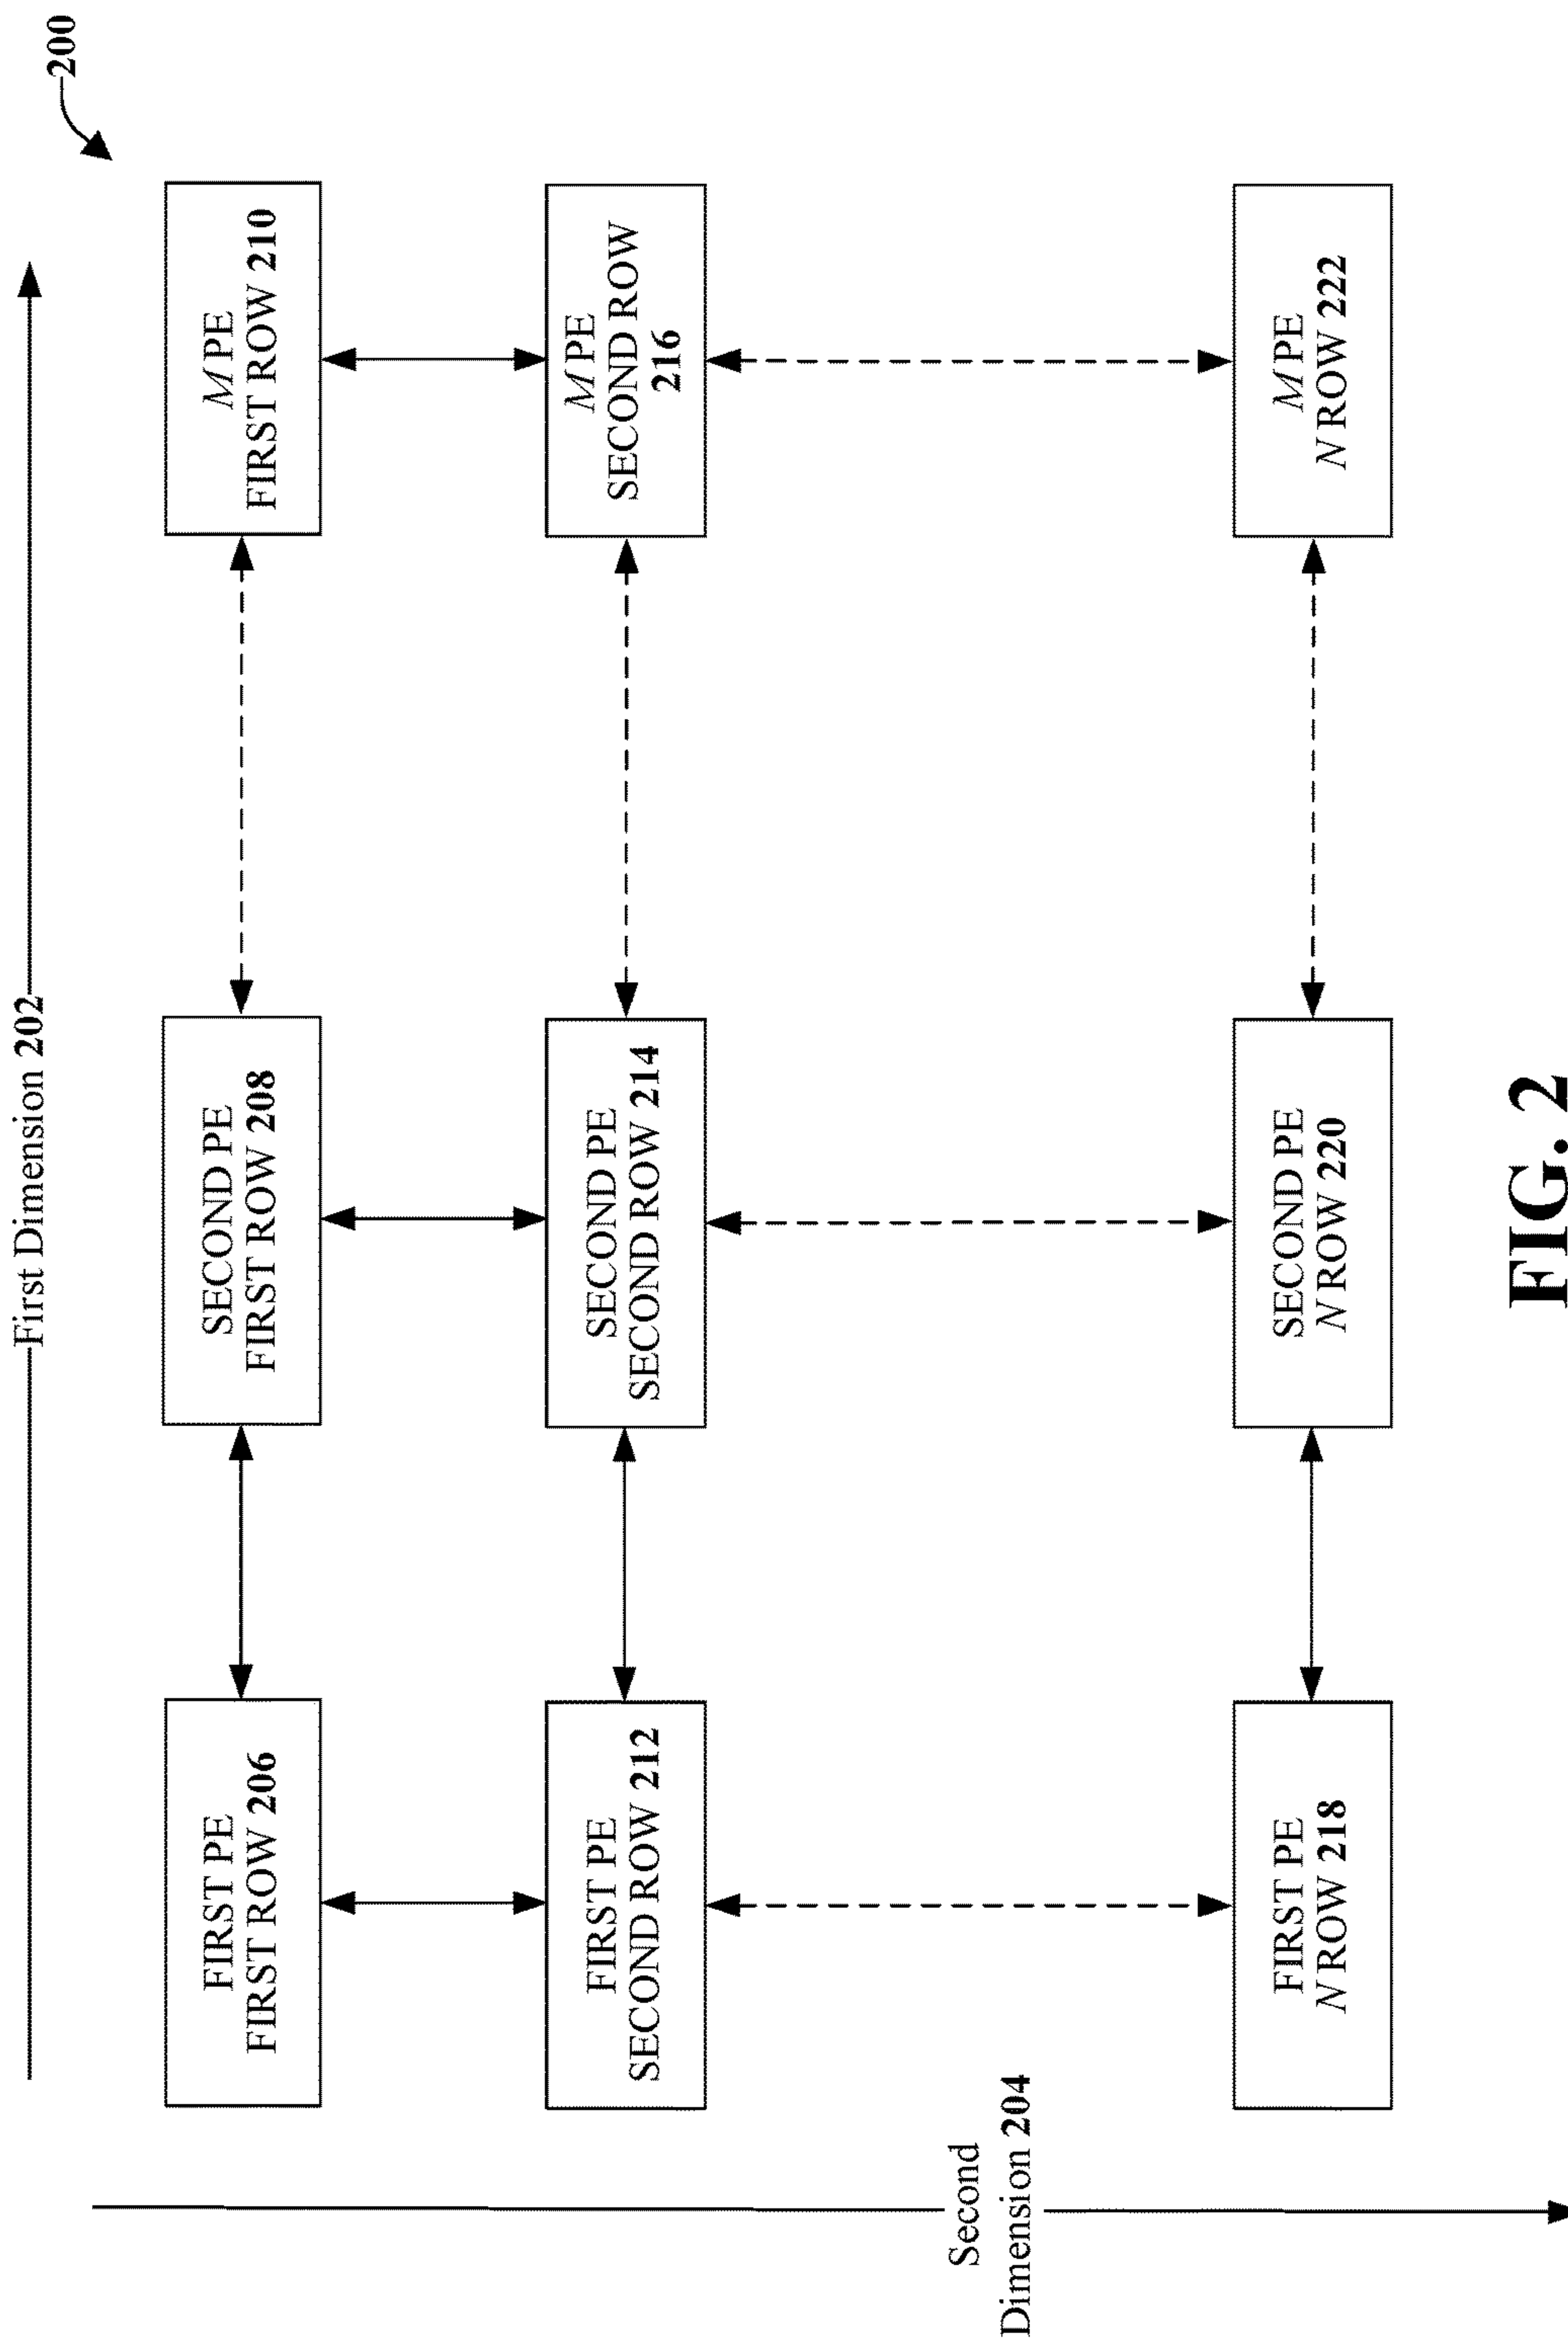 200
First Dimension 202
FIRST PE
FIRST ROW 206
SECOND PE
FIRST ROW 208
M PE
FIRST ROW 210
FIRST PE
SECOND ROW 212
SECOND PE
SECOND ROW 214
M PE
SECOND ROW
216
Second
Dimension 204
FIRST PE
N ROW 218
SECOND PE
N ROW 220
M PE
N ROW 222
FIG. 2